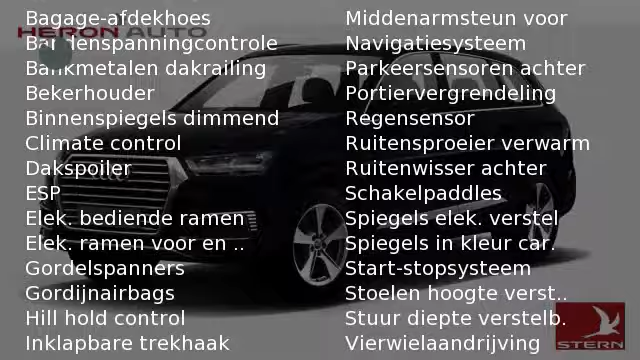 HERON AUTO
Bagage-afdekhoes
Bandenspanningcontrole
Bankmetalen dakrailing
Bekerhouder
Binnenspiegels dimmend
Climate control
Dakspoiler
ESP
Elek. bediende ramen
Elek. ramen voor en ..
Gordelspanners
Gordijnairbags
Hill hold control
Inklapbare trekhaak
Middenarmsteun voor
Navigatiesysteem
Parkeersensoren achter
Portiervergrendeling
Regensensor
Ruitensproeier verwarm
Ruitenwisser achter
Schakelpaddles
Spiegels elek. verstel
Spiegels in kleur car.
Start-stopsysteem
Stoelen hoogte verst..
Stuur diepte verstelb.
Vierwielaandrijving
STERN